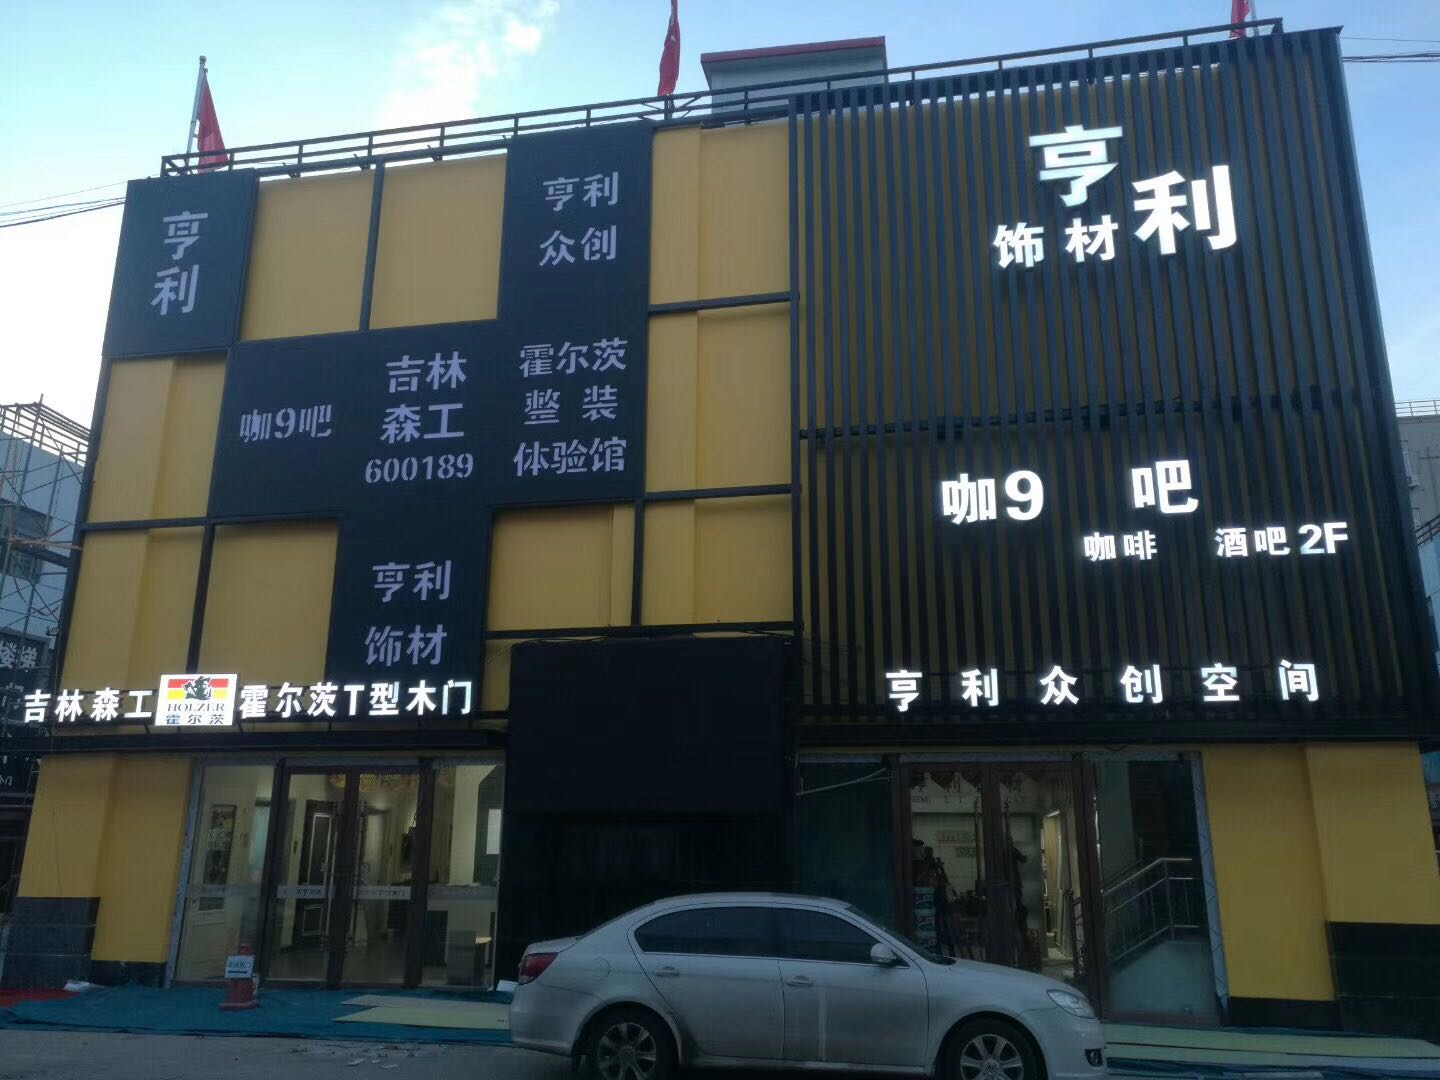 亨利
亨利
众创
咖9吧
吉林
森工
600189
霍尔茨
整装
体验馆
亨利
饰材
吉林森工
HOLZER
霍尔茨
霍尔茨T型木门
亨利
饰材
咖9 吧
咖啡 酒吧2F
亨利众创空间
楼梯